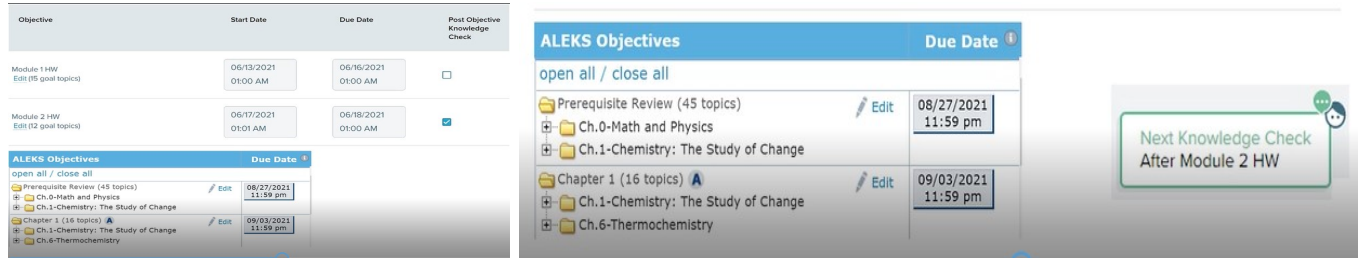 Objective Start Date Due Date Post Objective
Knowledge
Check
Module 1 HW
Edit (15 goal topics)
06/13/2021
01:00 AM
06/16/2021
01:00 AM
Module 2 HW
Edit (12 goal topics)
06/17/2021
01:01 AM
06/18/2021
01:00 AM
ALEKS Objectives Due Date
open all / close all
Prerequisite Review (45 topics) Edit
Ch.0-Math and Physics
Ch.1-Chemistry: The Study of Change
08/27/2021
11:59 pm
Chapter 1 (16 topics) A Edit
Ch.1-Chemistry: The Study of Change
Ch.6-Thermochemistry
09/03/2021
11:59 pm
ALEKS Objectives Due Date
open all / close all
Prerequisite Review (45 topics) Edit
Ch.0-Math and Physics
Ch.1-Chemistry: The Study of Change
08/27/2021
11:59 pm
Chapter 1 (16 topics) A Edit
Ch.1-Chemistry: The Study of Change
Ch.6-Thermochemistry
09/03/2021
11:59 pm
Next Knowledge Check
After Module 2 HW